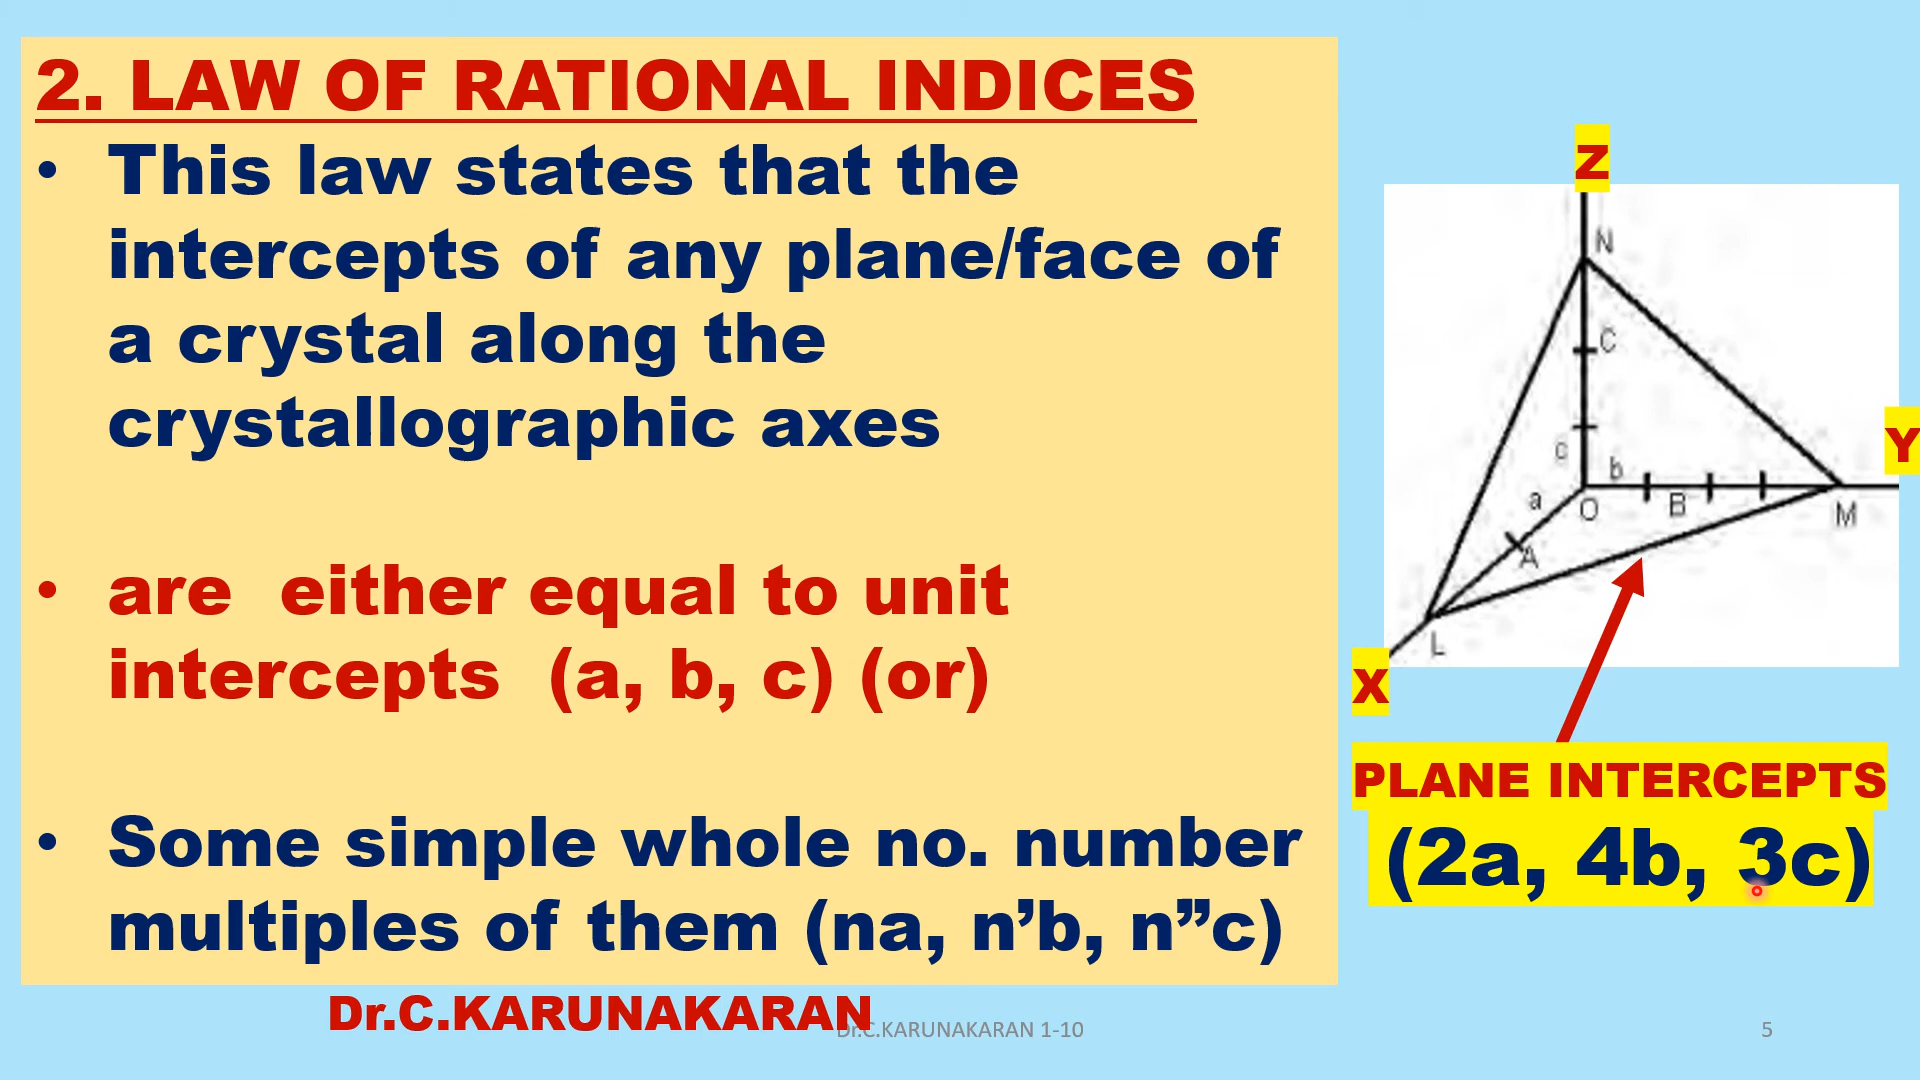 2. LAW OF RATIONAL INDICES
• This law states that the
intercepts of any plane/face of
a crystal along the
crystallographic axes
• are either equal to unit
intercepts (a, b, c) (or)
• Some simple whole no. number
multiples of them (na, n’b, n”c)
Z
N
C
Y
c
b
a
O
B
M
A
L
X
PLANE INTERCEPTS
(2a, 4b, 3c)
Dr.C.KARUNAKARAN
Dr.C.KARUNAKARAN 1-10
5